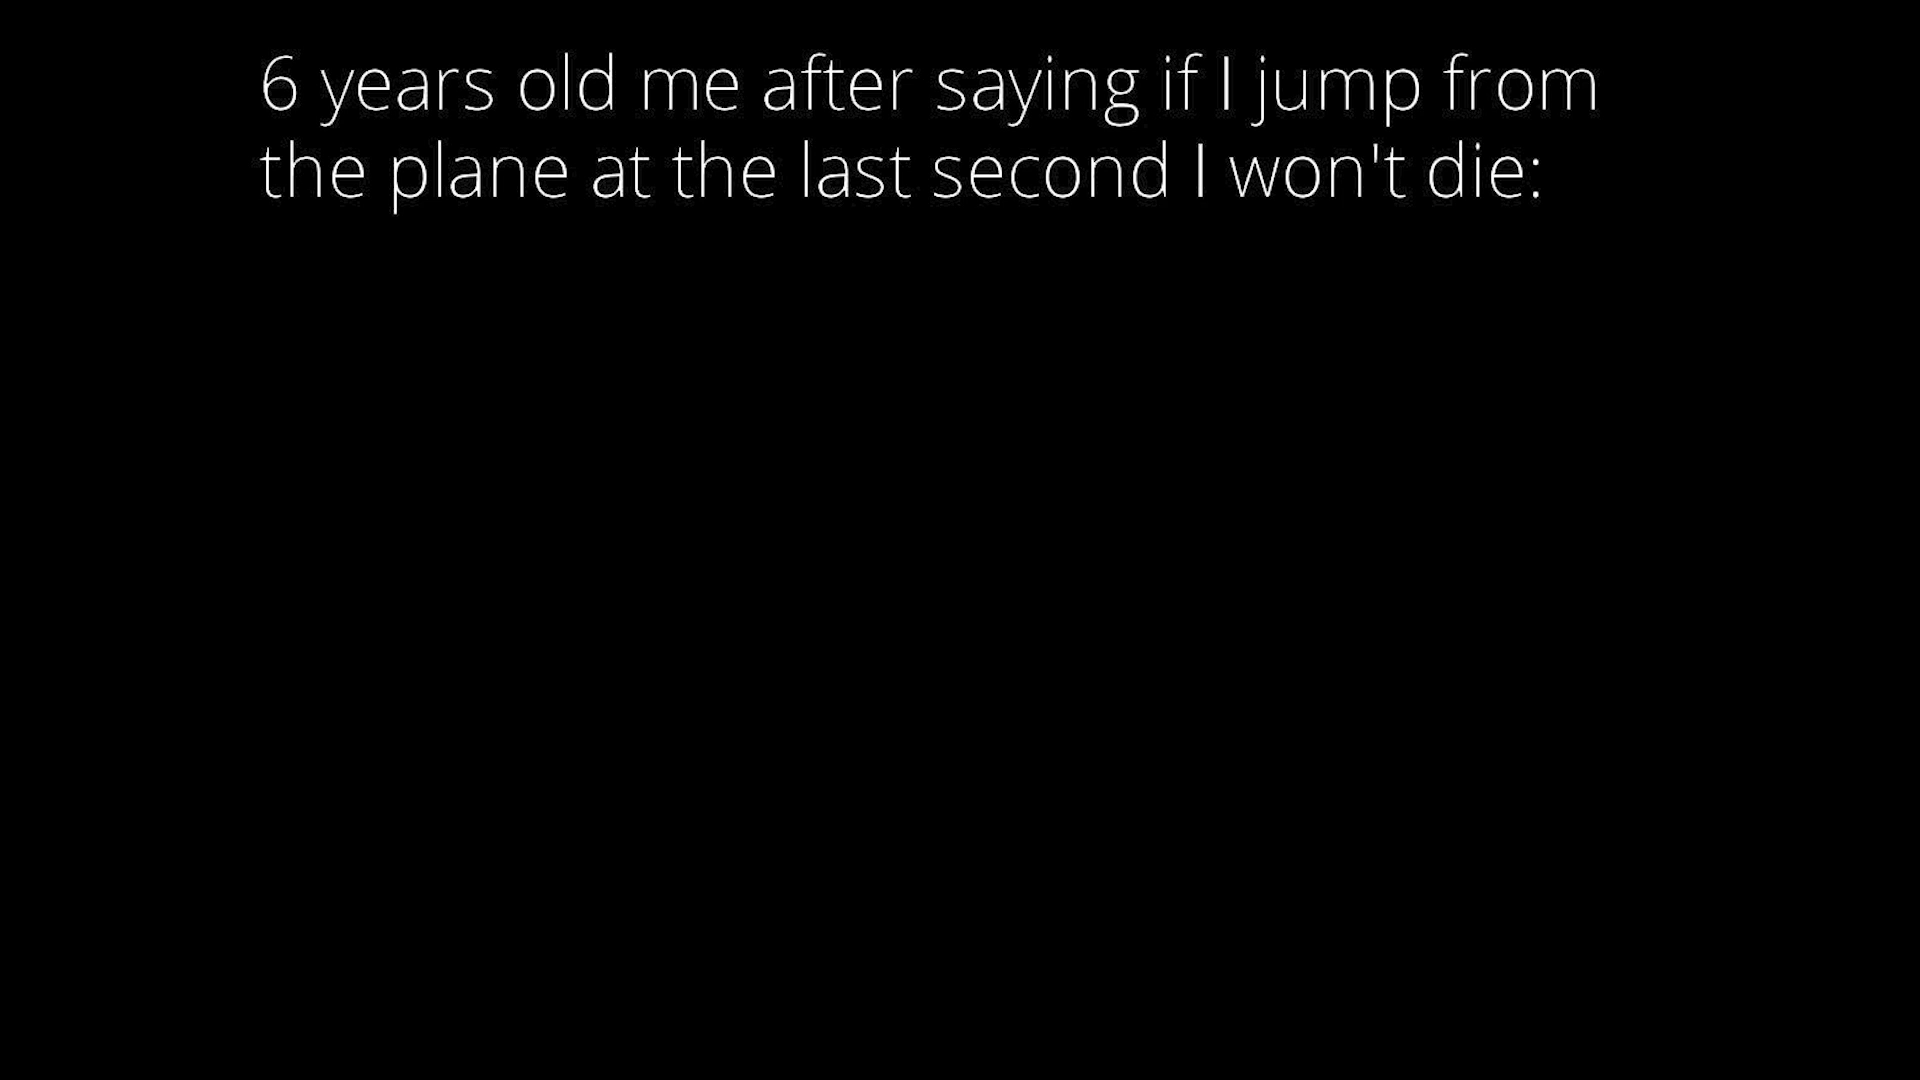 6 years old me after saying if I jump from
the plane at the last second I won't die: